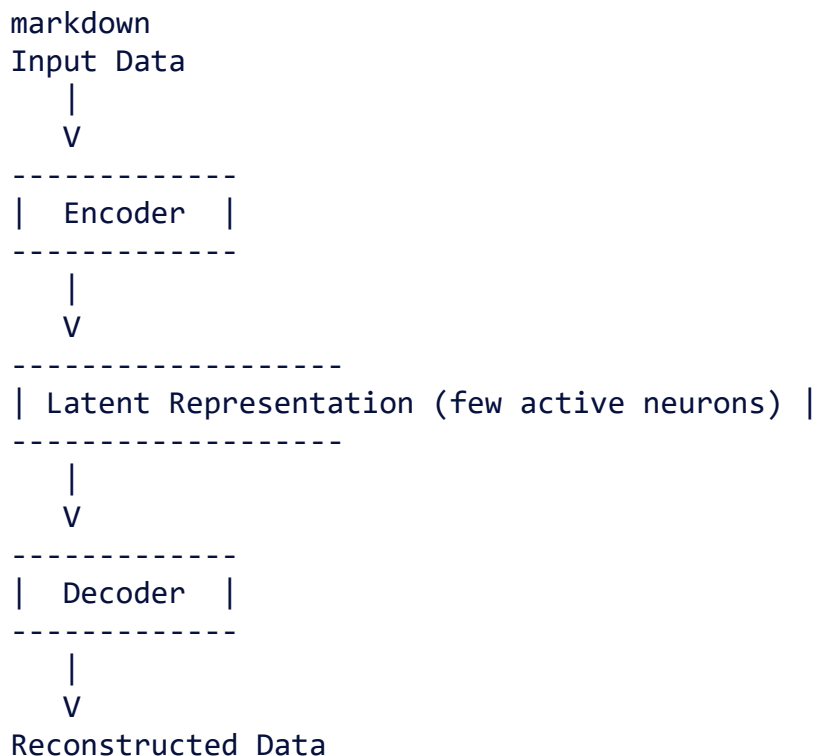 markdown
Input Data
   |
   V
-------------
|  Encoder  |
-------------
   |
   V
-------------------
| Latent Representation (few active neurons) |
-------------------
   |
   V
-------------
|  Decoder  |
-------------
   |
   V
Reconstructed Data